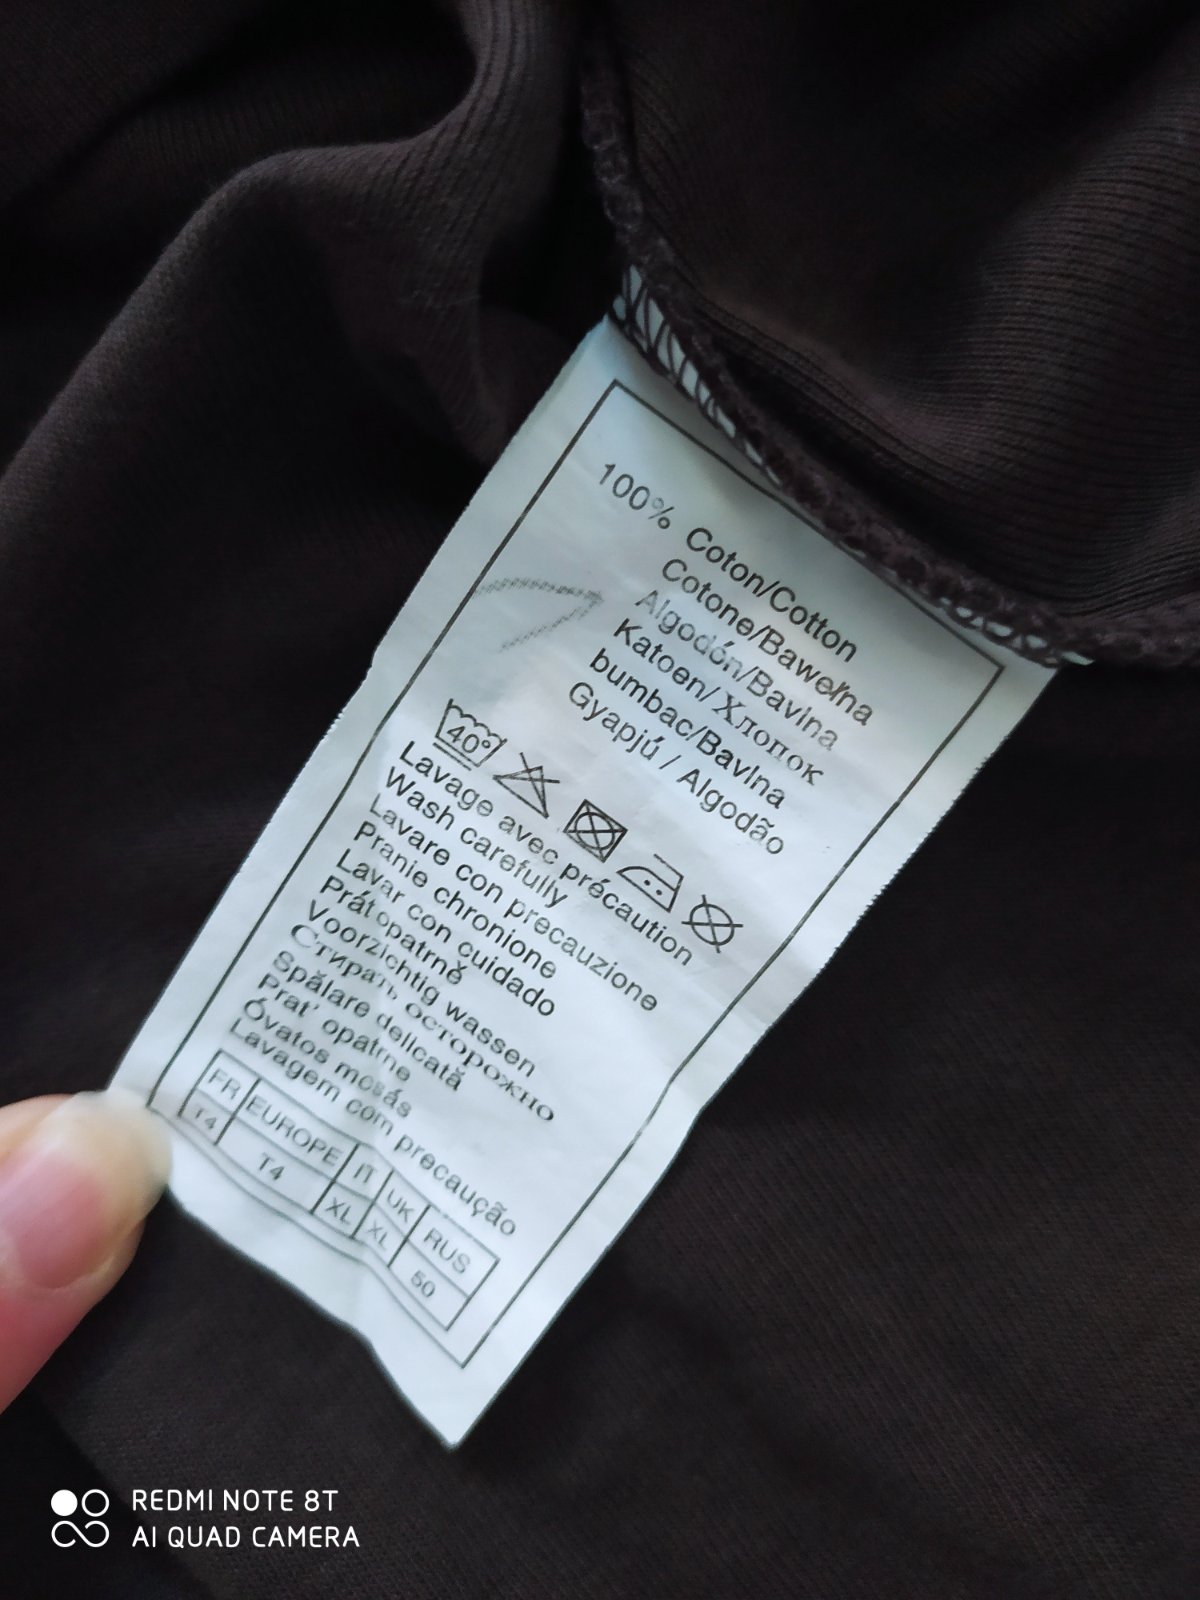 100% Coton/Cotton
Cotone/Bawełna
Algodón/Bavlna
Katoen/Хлопок
bumbac/Bavlna
Gyapjú / Algodão
40°
Lavage avec précaution
Wash carefully
Lavare con precauzione
Pranie chronione
Lavar con cuidado
Prát opatrně
Voorzichtig wassen
Стирать осторожно
Spălare delicată
Prat' opatrne
Óvatos mosás
Lavagem com precaução
FR EUROPE IT UK RUS
T4 T4 XL XL 50
REDMI NOTE 8T
AI QUAD CAMERA